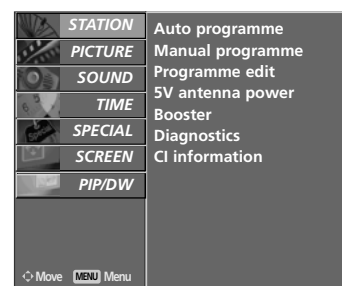 STATION
PICTURE
SOUND
TIME
SPECIAL
SCREEN
PIP/DW
Auto programme
Manual programme
Programme edit
5V antenna power
Booster
Diagnostics
CI information
Move MENU Menu